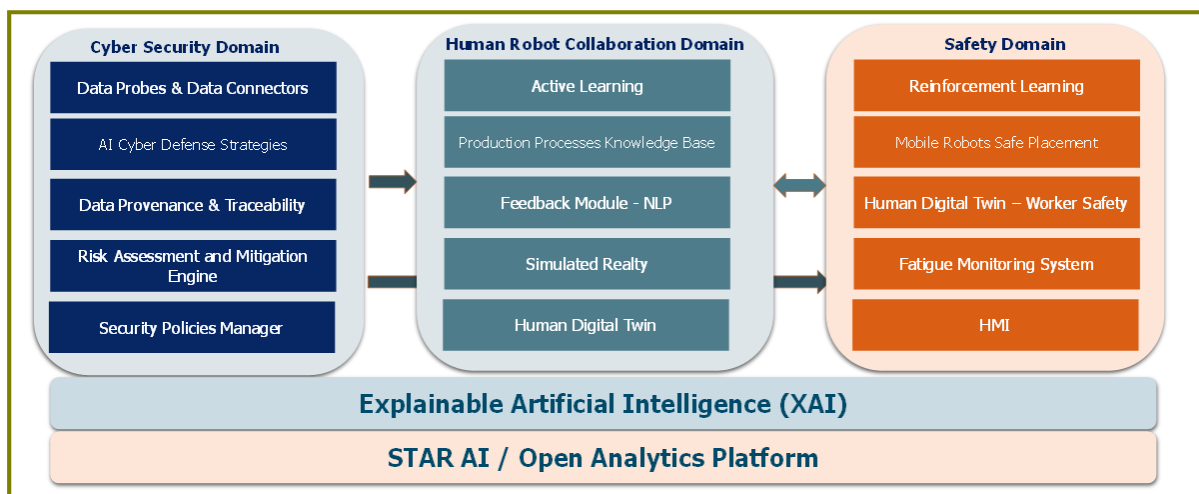 Cyber Security Domain
Data Probes & Data Connectors
AI Cyber Defense Strategies
Data Provenance & Traceability
Risk Assessment and Mitigation
Engine
Security Policies Manager
Human Robot Collaboration Domain
Active Learning
Production Processes Knowledge Base
Feedback Module - NLP
Simulated Realty
Human Digital Twin
Safety Domain
Reinforcement Learning
Mobile Robots Safe Placement
Human Digital Twin – Worker Safety
Fatigue Monitoring System
HMI
Explainable Artificial Intelligence (XAI)
STAR AI / Open Analytics Platform